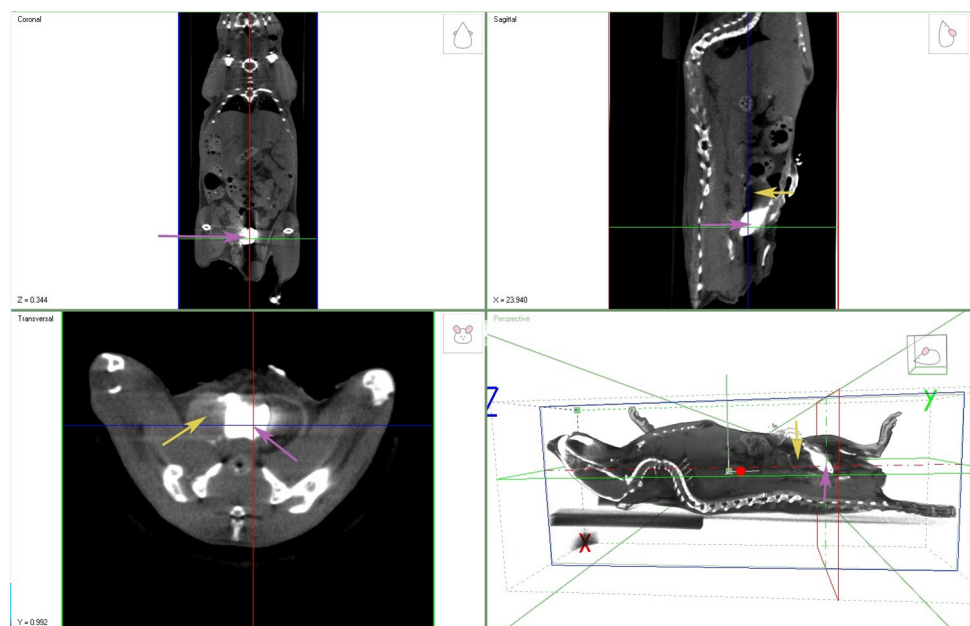 Coronal
Z = 0.344
Sagittal
X = 23.940
Transversal
Y = 0.992
Perspective
Z
Y
X